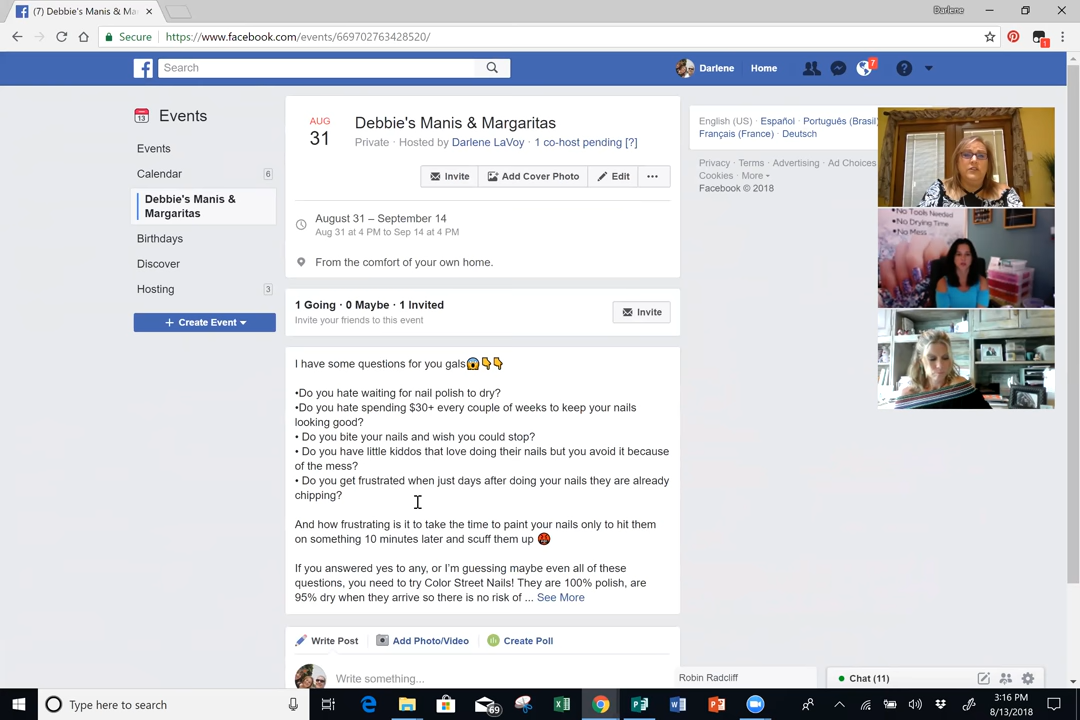 (7) Debbie's Manis & Ma
Darlene
Secure
https://www.facebook.com/events/669702763428520/
1
Search
Darlene
Home
7
Events
Events
Calendar
6
Debbie's Manis &
Margaritas
Birthdays
Discover
Hosting
3
+ Create Event
AUG
31
Debbie's Manis & Margaritas
Private · Hosted by Darlene LaVoy · 1 co-host pending [?]
Invite
Add Cover Photo
Edit
August 31 – September 14
Aug 31 at 4 PM to Sep 14 at 4 PM
From the comfort of your own home.
1 Going · 0 Maybe · 1 Invited
Invite your friends to this event
Invite
I have some questions for you gals😱👇👇
•Do you hate waiting for nail polish to dry?
•Do you hate spending $30+ every couple of weeks to keep your nails
looking good?
• Do you bite your nails and wish you could stop?
• Do you have little kiddos that love doing their nails but you avoid it because
of the mess?
• Do you get frustrated when just days after doing your nails they are already
chipping?
And how frustrating is it to take the time to paint your nails only to hit them
on something 10 minutes later and scuff them up 🤬
If you answered yes to any, or I'm guessing maybe even all of these
questions, you need to try Color Street Nails! They are 100% polish, are
95% dry when they arrive so there is no risk of ... See More
Write Post
Add Photo/Video
Create Poll
Write something...
English (US) · Español · Português (Brasil)
Français (France) · Deutsch
Privacy · Terms · Advertising · Ad Choices
Cookies · More
Facebook © 2018
No Tools Needed
No Drying Time
No Mess
Robin Radcliff
Chat (11)
Type here to search
69
3:16 PM
8/13/2018